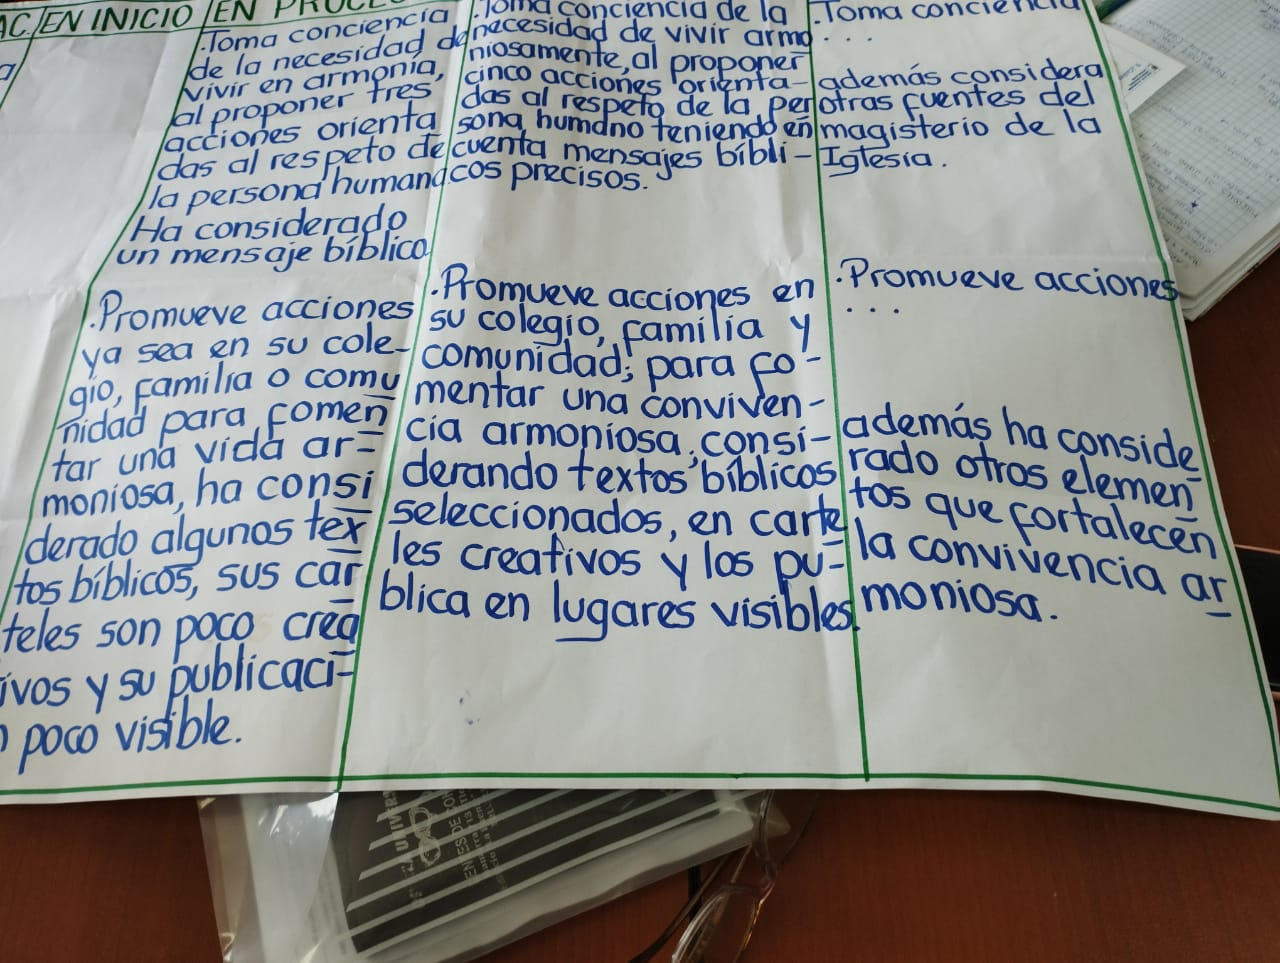 EN INICIO
EN PROCE
.Toma conciencia
de la necesidad de
vivir en armonía,
al proponer tres
acciones orienta
das al respeto de
la persona humana.
Ha considerado
un mensaje bíblico
.Toma conciencia de la
necesidad de vivir armo
niosamente, al proponer
cinco acciones orienta-
das al respeto de la per
sona humano teniendo en
cuenta mensajes bíbli-
cos precisos.
.Toma conciencia
...
además considera
otras fuentes del
magisterio de la
Iglesia.
.Promueve acciones
ya sea en su cole-
gio, familia o comu
nidad para fomen
tar una vida ar-
moniosa, ha consi
derado algunos tex
tos bíblicos, sus car
teles son poco crea
ivos y su publicaci-
n poco visible.
.Promueve acciones en
su colegio, familia y
comunidad; para fo-
mentar una conviven-
cia armoniosa, consi-
derando textos bíblicos
seleccionados, en carte
les creativos y los pu-
blica en lugares visibles.
.Promueve acciones
...
además ha conside
rado otros elemen
tos que fortalecen
la convivencia ar
moniosa.